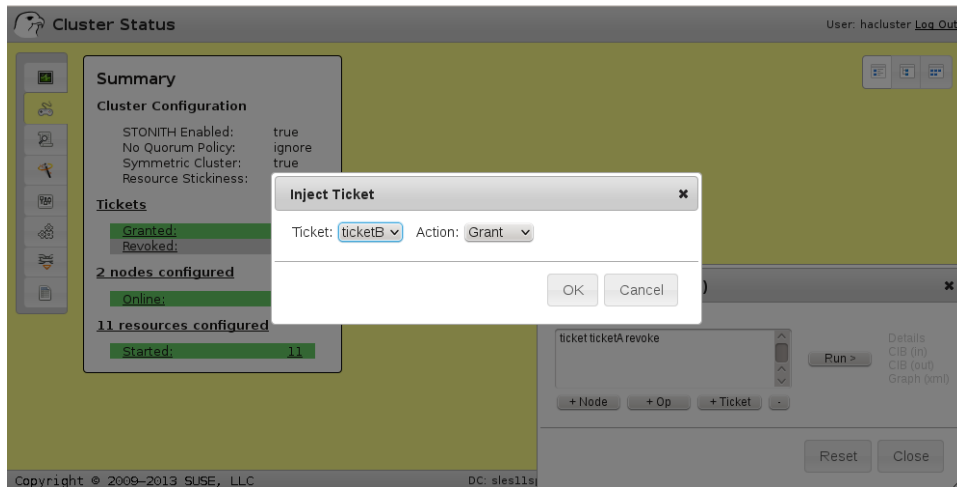 Cluster Status
User: hacluster Log Out
Summary
Cluster Configuration
STONITH Enabled: true
No Quorum Policy: ignore
Symmetric Cluster: true
Resource Stickiness:
Tickets
Granted:
Revoked:
2 nodes configured
Online:
11 resources configured
Started: 11
Inject Ticket
Ticket: ticketB Action: Grant
OK Cancel
)
ticket ticketA revoke
Run >
Details
CIB (in)
CIB (out)
Graph (xml)
+ Node + Op + Ticket -
Reset Close
Copyright © 2009–2013 SUSE, LLC
DC: sles11s